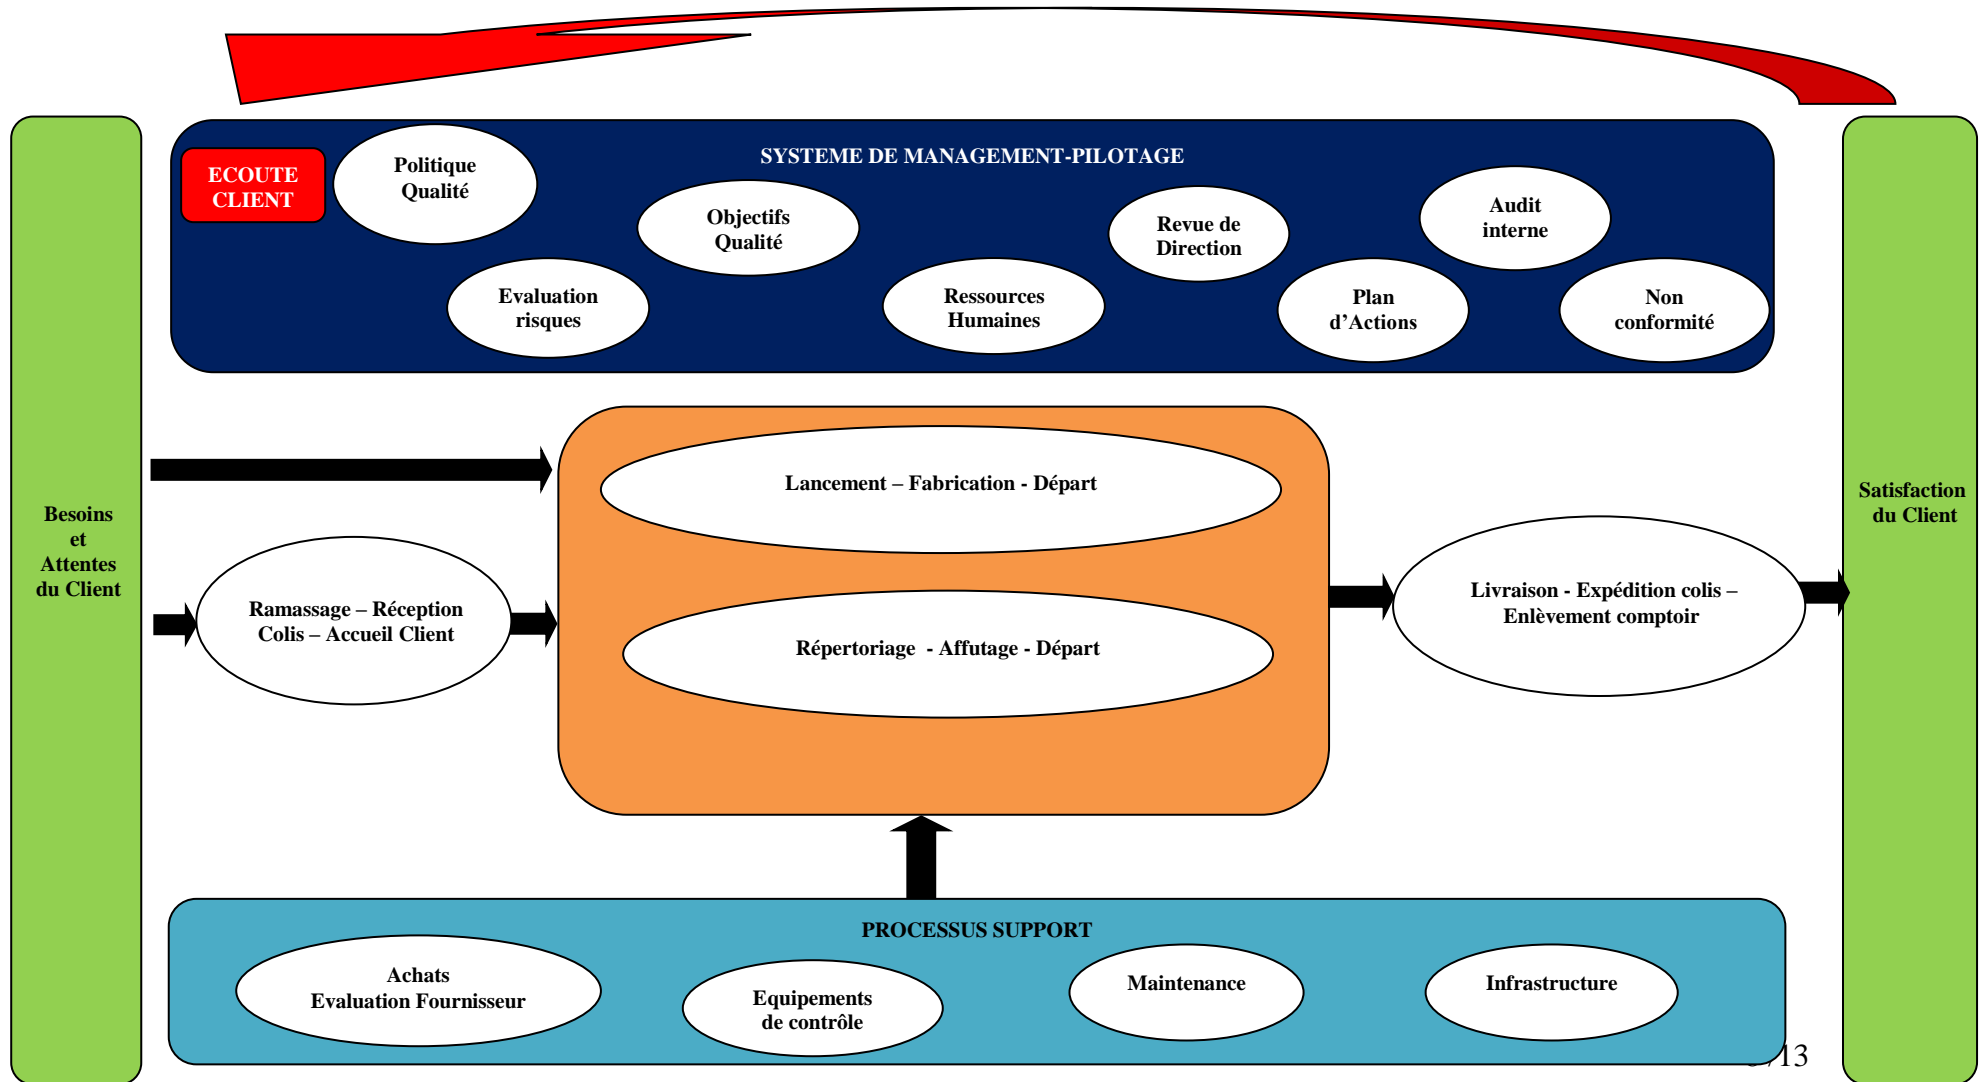 SYSTEME DE MANAGEMENT-PILOTAGE
ECOUTE
CLIENT
Politique
Qualité
Objectifs
Qualité
Revue de
Direction
Audit
interne
Evaluation
risques
Ressources
Humaines
Plan
d’Actions
Non
conformité
Besoins
et
Attentes
du Client
Lancement – Fabrication - Départ
Ramassage – Réception
Colis – Accueil Client
Répertoriage - Affutage - Départ
Livraison - Expédition colis –
Enlèvement comptoir
Satisfaction
du Client
PROCESSUS SUPPORT
Achats
Evaluation Fournisseur
Equipements
de contrôle
Maintenance
Infrastructure
/13